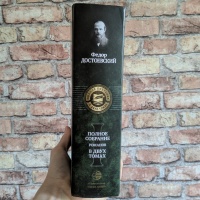 Федор
ДОСТОЕВСКИЙ
ПОЛНОЕ
СОБРАНИЕ
РОМАНОВ
В ДВУХ
ТОМАХ